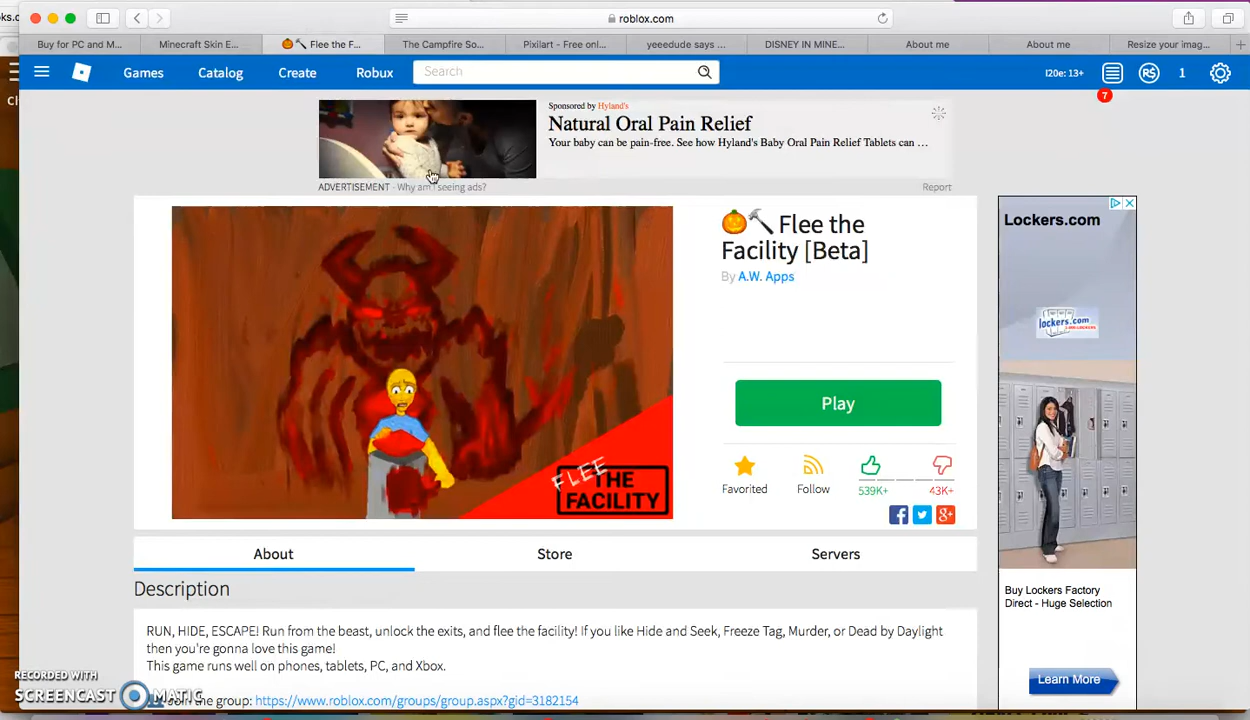 oks.c
roblox.com
Buy for PC and M...
Minecraft Skin E...
🎃🔨 Flee the F...
The Campfire So...
Pixilart - Free onl...
yeeedude says ...
DISNEY IN MINE...
About me
About me
Resize your imag...
Games
Catalog
Create
Robux
Search
l20e: 13+
7
R$
1
Sponsored by Hyland's
Natural Oral Pain Relief
Your baby can be pain-free. See how Hyland's Baby Oral Pain Relief Tablets can ...
ADVERTISEMENT - Why am I seeing ads?
Report
🎃🔨 Flee the
Facility [Beta]
By A.W. Apps
Play
Favorited
Follow
539K+
43K+
FLEE
THE
FACILITY
Lockers.com
lockers.com
Buy Lockers Factory
Direct - Huge Selection
Learn More
About
Store
Servers
Description
RUN, HIDE, ESCAPE! Run from the beast, unlock the exits, and flee the facility! If you like Hide and Seek, Freeze Tag, Murder, or Dead by Daylight
then you're gonna love this game!
This game runs well on phones, tablets, PC, and Xbox.
the group: https://www.roblox.com/groups/group.aspx?gid=3182154
RECORDED WITH
SCREENCAST MATIC